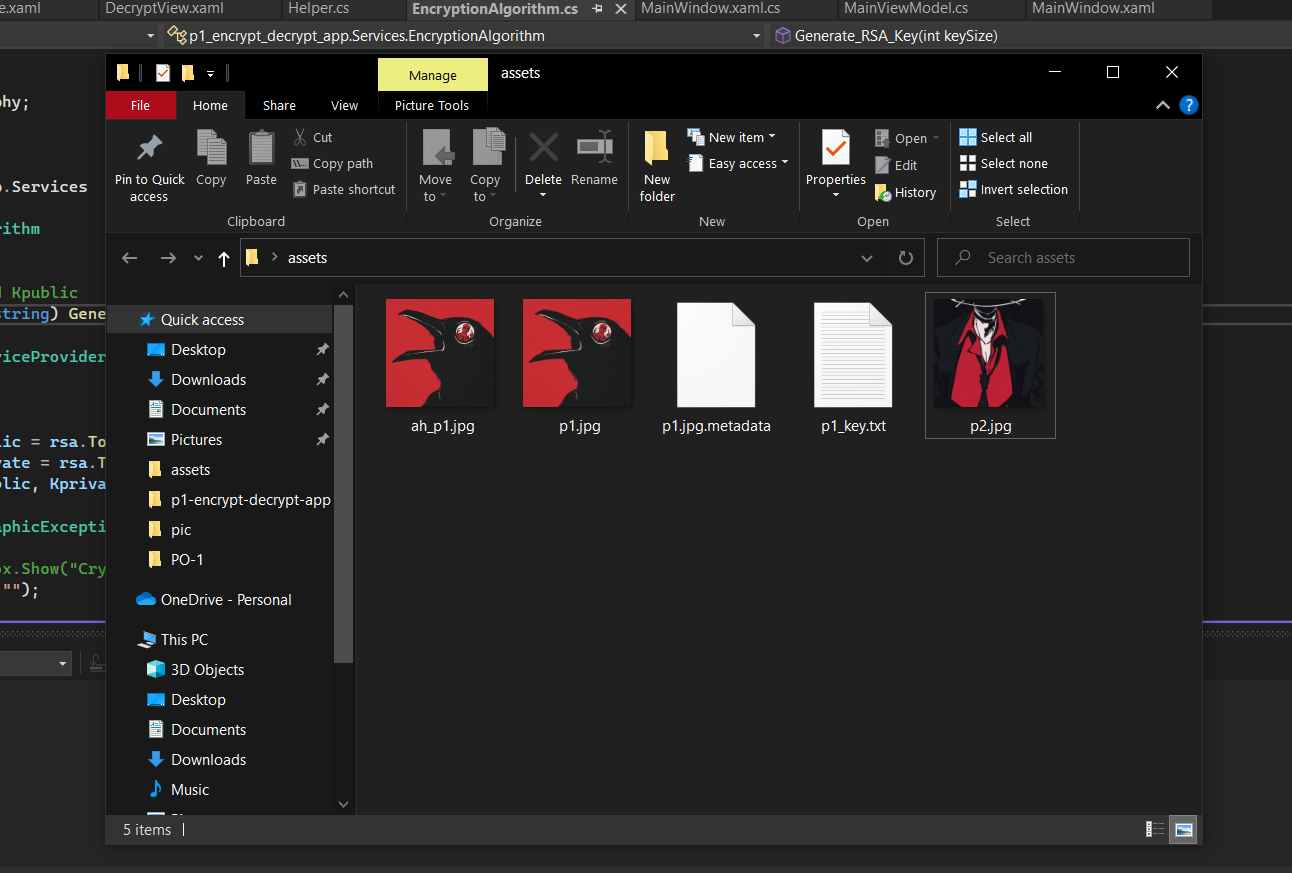 e.xaml DecryptView.xaml Helper.cs EncryptionAlgorithm.cs MainWindow.xaml.cs MainViewModel.cs MainWindow.xaml
p1_encrypt_decrypt_app.Services.EncryptionAlgorithm Generate_RSA_Key(int keySize)
Manage assets
File Home Share View Picture Tools
phy;
Pin to Quick access
Copy
Paste
Cut
Copy path
Paste shortcut
Clipboard
Move to
Copy to
Delete
Rename
Organize
New folder
New item
Easy access
New
Properties
Open
Edit
History
Open
Select all
Select none
Invert selection
Select
assets
Search assets
o.Services
rithm
Kpublic
string) Gene
viceProvider
lic = rsa.To
vate = rsa.T
lic, Kpriva
aphicExcepti
ox.Show("Cry
"");
Quick access
Desktop
Downloads
Documents
Pictures
assets
p1-encrypt-decrypt-app
pic
PO-1
OneDrive - Personal
This PC
3D Objects
Desktop
Documents
Downloads
Music
ah_p1.jpg
p1.jpg
p1.jpg.metadata
p1_key.txt
p2.jpg
5 items